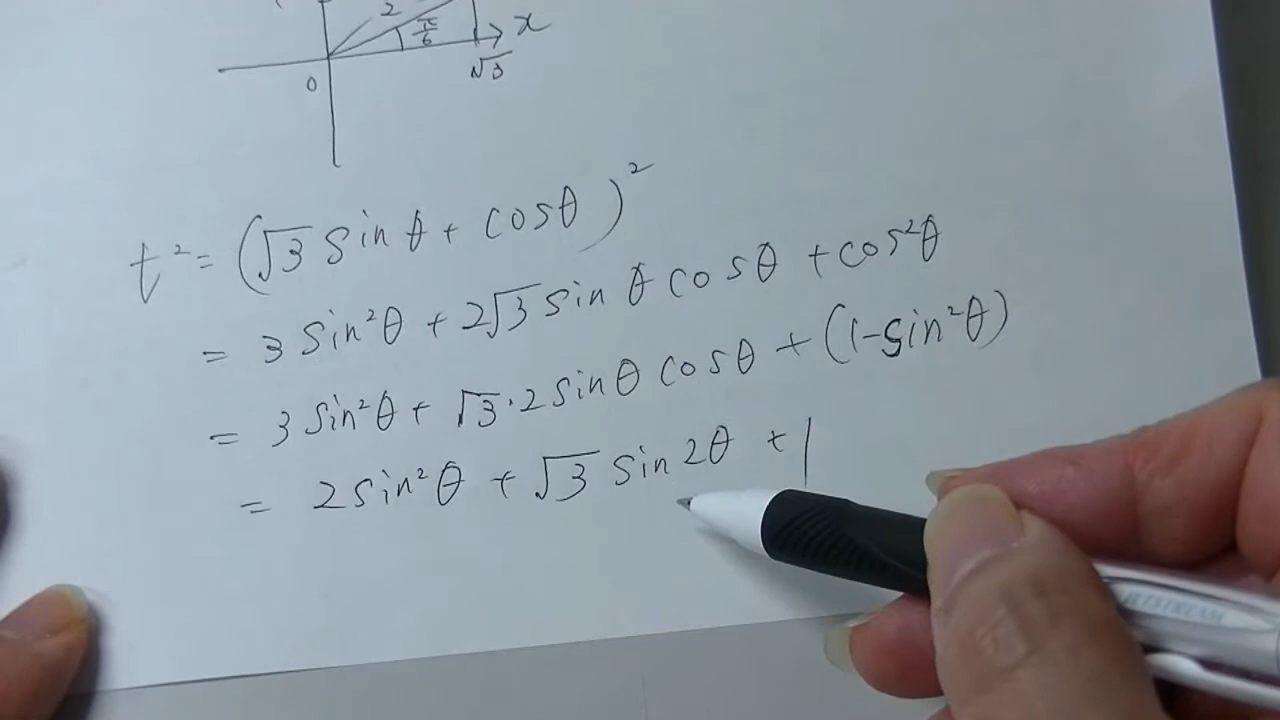 2
π/6
x
0
√3
t² = (√3 sin θ + cos θ)²
= 3 sin²θ + 2√3 sin θ cos θ + cos²θ
= 3 sin²θ + √3・2 sin θ cos θ + (1 - sin²θ)
= 2 sin²θ + √3 sin 2θ + 1
JETSTREAM